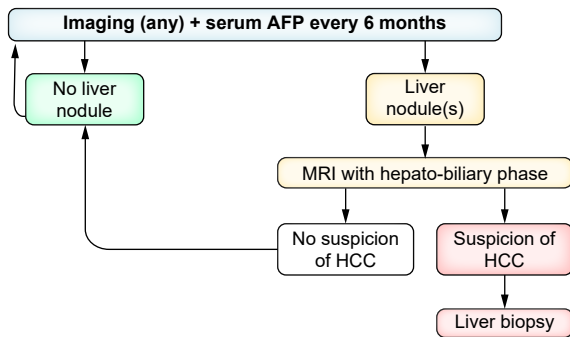 Imaging (any) + serum AFP every 6 months
No liver
nodule
Liver
nodule(s)
MRI with hepato-biliary phase
No suspicion
of HCC
Suspicion of
HCC
Liver biopsy